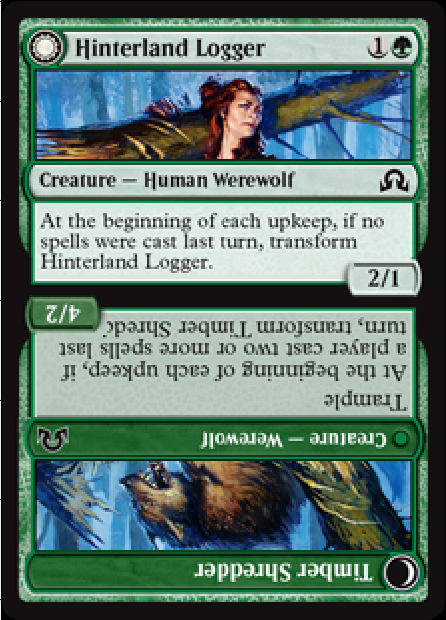 Hinterland Logger
1
Creature — Human Werewolf
At the beginning of each upkeep, if no
spells were cast last turn, transform
Hinterland Logger.
2/1
Timber Shredder
Creature — Werewolf
Trample
At the beginning of each upkeep, if
a player cast two or more spells last
turn, transform Timber
4/2